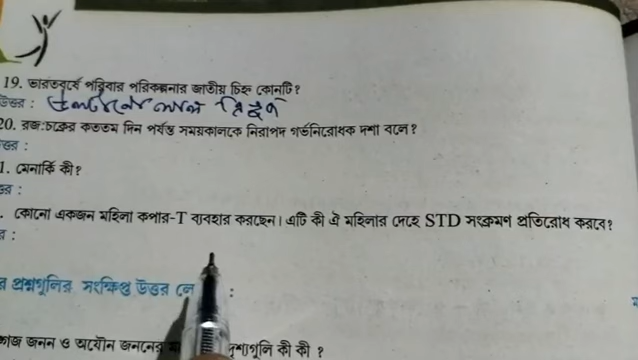 19. ভারতবর্ষে পরিবার পরিকল্পনার জাতীয় চিহ্ন কোনটি?
উত্তর : উল্টানো লাল ত্রিভুজ
20. রজঃচক্রের কততম দিন পর্যন্ত সময়কালকে নিরাপদ গর্ভনিরোধক দশা বলে?
উত্তর :
1. মেনার্কি কী?
উত্তর :
. কোনো একজন মহিলা কপার-T ব্যবহার করছেন। এটি কী ঐ মহিলার দেহে STD সংক্রমণ প্রতিরোধ করবে?
:
প্রশ্নগুলির সংক্ষিপ্ত উত্তর :
জনন ও অযৌন জননের কী কী ?